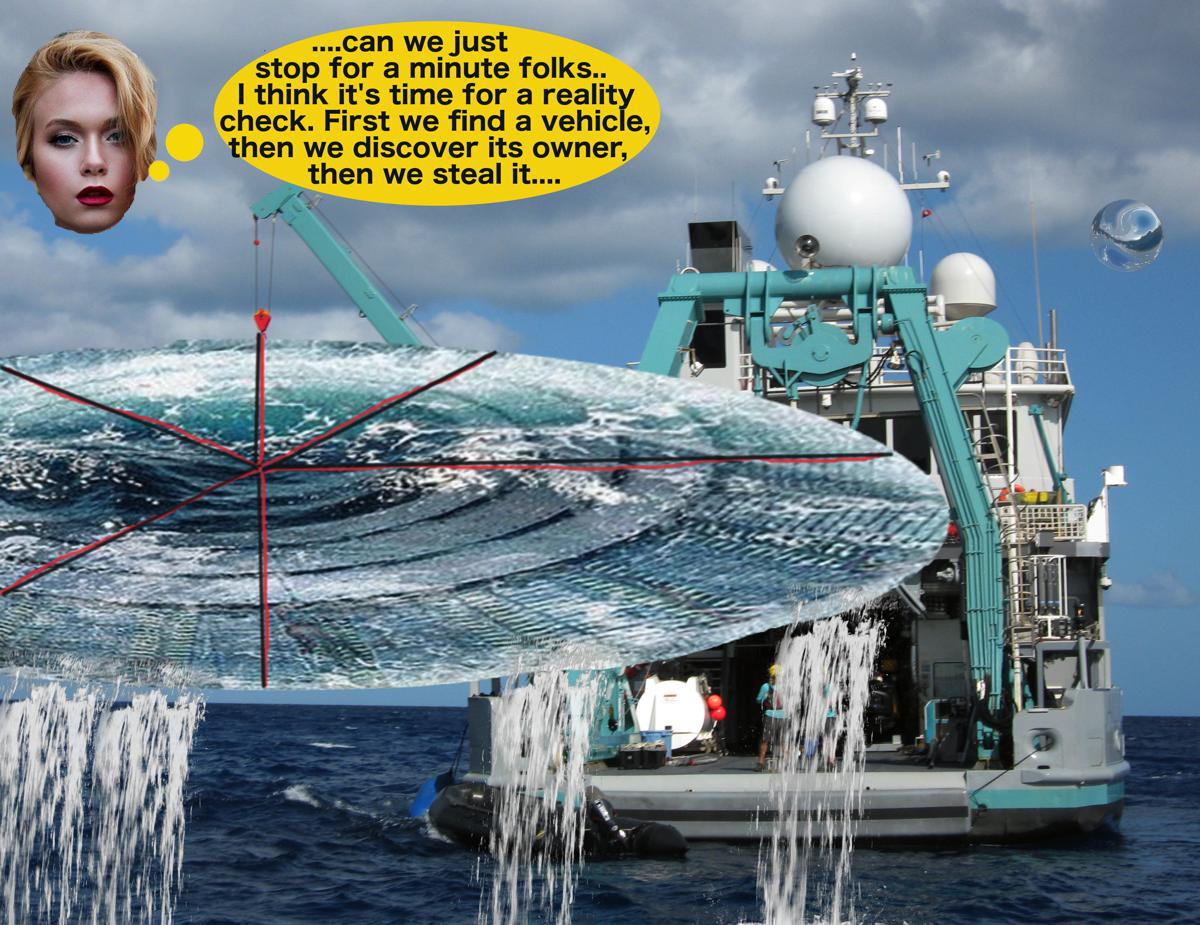 ....can we just
stop for a minute folks..
I think it's time for a reality
check. First we find a vehicle,
then we discover its owner,
then we steal it....